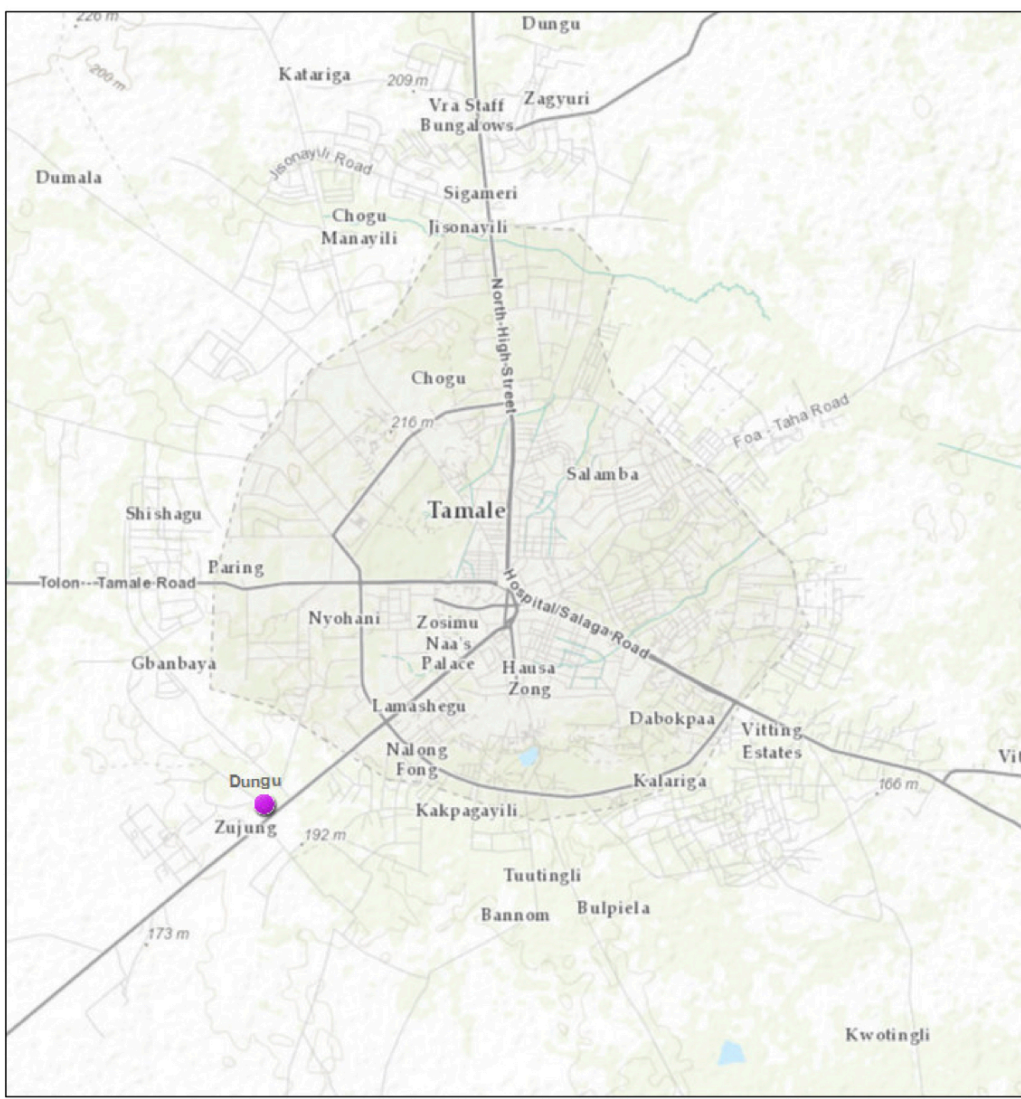 226 m
Dungu
200 m
Katariga
209 m
Vra Staff
Bungalows
Zagyuri
Jisonayili Road
Dumala
Sigameri
Chogu
Manayili
Jisonayili
North-High-Street
Chogu
216 m
Foa - Taha Road
Salamba
Tamale
Shishagu
Paring
Tolon---Tamale Road
Hospital/Salaga-Road
Nyohani
Zosimu
Naa's
Palace
Gbanbaya
Hausa
Zong
Lamashegu
Dabokpaa
Vitting
Estates
Nalong
Fong
Vit
Dungu
Kalariga
166 m
Kakpagayili
Zujung
192 m
Tuutingli
Bannom
Bulpiela
173 m
Kwotingli